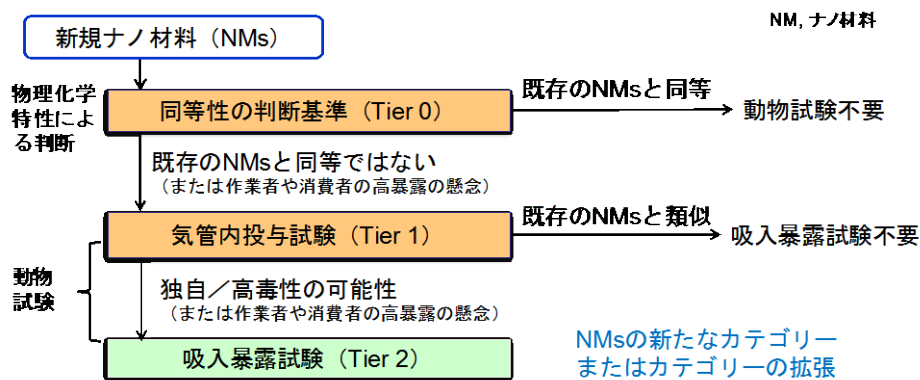 NM, ナノ材料
新規ナノ材料（NMs）
物理化学
特性によ
る判断
同等性の判断基準（Tier 0）
既存のNMsと同等
動物試験不要
既存のNMsと同等ではない
（または作業者や消費者の高暴露の懸念）
気管内投与試験（Tier 1）
既存のNMsと類似
吸入暴露試験不要
動物
試験
独自／高毒性の可能性
（または作業者や消費者の高暴露の懸念）
吸入暴露試験（Tier 2）
NMsの新たなカテゴリー
またはカテゴリーの拡張